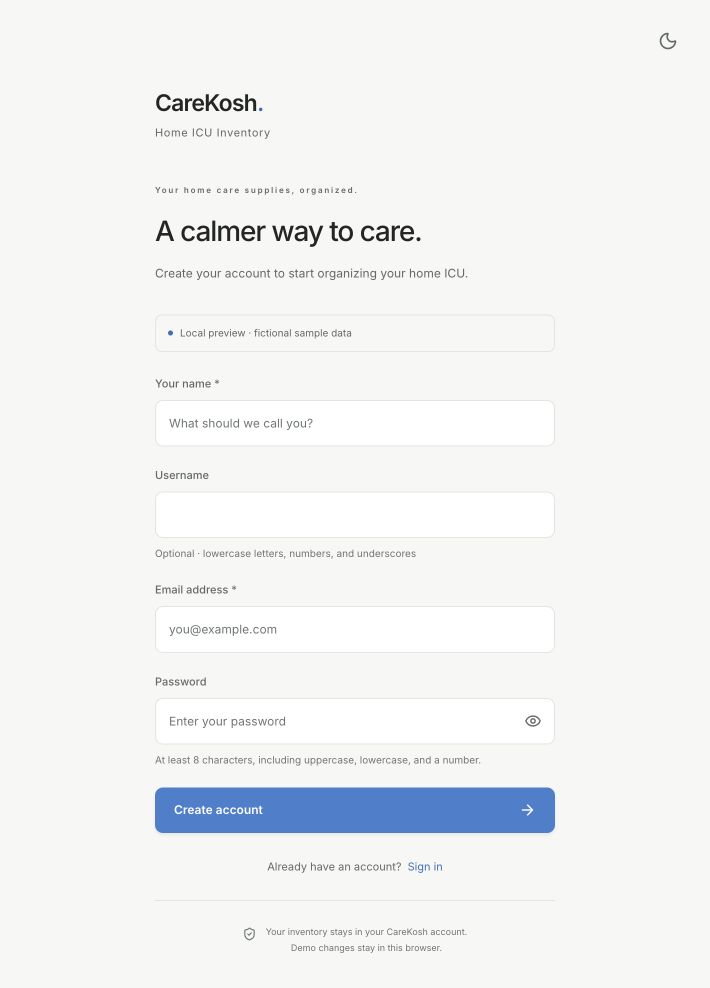 CareKosh.
Home ICU Inventory
Your home care supplies, organized.
A calmer way to care.
Create your account to start organizing your home ICU.
Local preview · fictional sample data
Your name *
What should we call you?
Username
Optional · lowercase letters, numbers, and underscores
Email address *
you@example.com
Password
Enter your password
At least 8 characters, including uppercase, lowercase, and a number.
Create account
Already have an account? Sign in
Your inventory stays in your CareKosh account.
Demo changes stay in this browser.